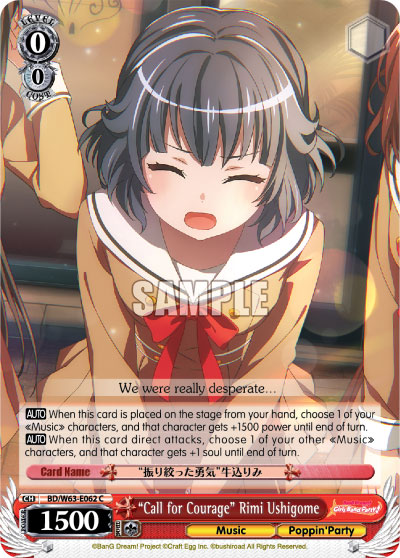 LEVEL
0
0
COST
SAMPLE
We were really desperate…
AUTO When this card is placed on the stage from your hand, choose 1 of your
«Music» characters, and that character gets +1500 power until end of turn.
AUTO When this card direct attacks, choose 1 of your other «Music»
characters, and that character gets +1 soul until end of turn.
Card Name
"振り絞った勇気"牛込りみ
CH
BD/W63-E062 C
"Call for Courage" Rimi Ushigome
Girls Band Party!
1500
Music
Poppin'Party
©BanG Dream! Project ©Craft Egg Inc. ©bushiroad All Rights Reserved.